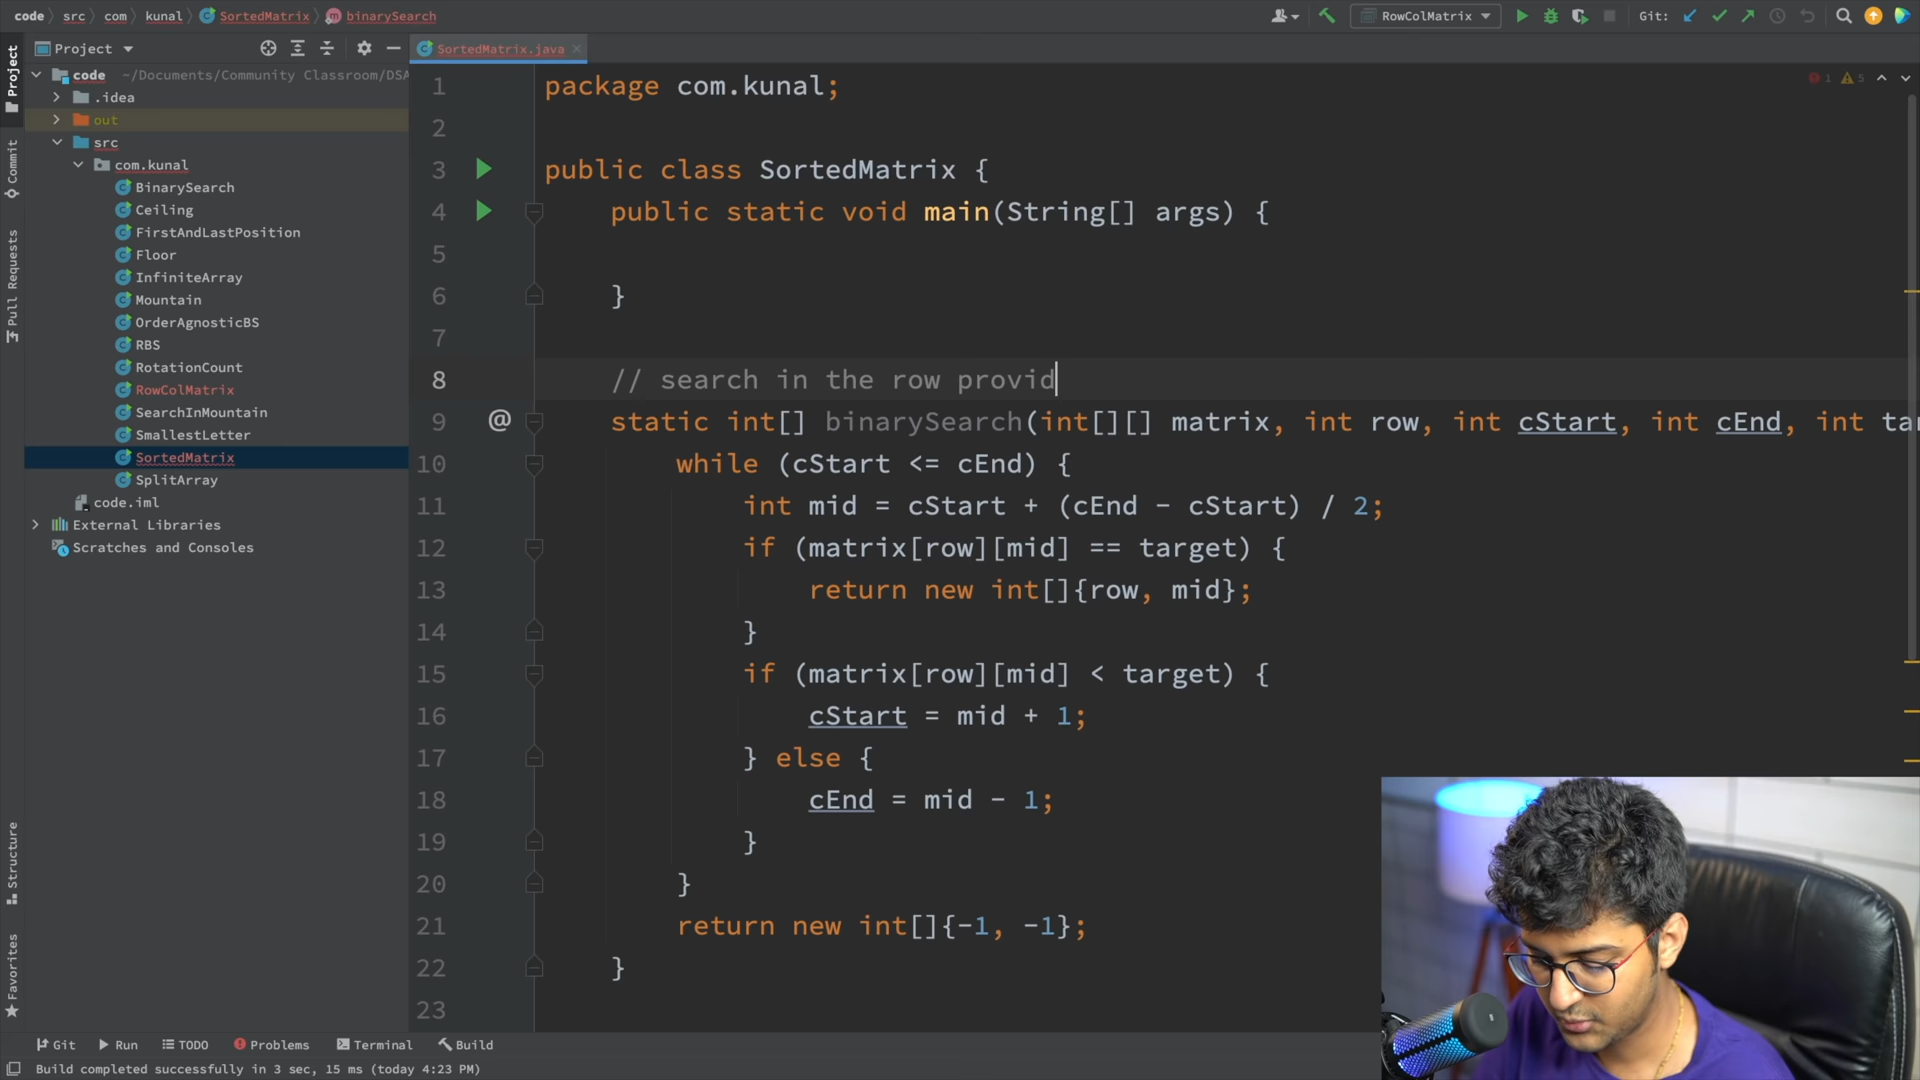 code
src
com
kunal
SortedMatrix
binarySearch
RowColMatrix
Git:
Project
SortedMatrix.java
Project
Commit
Pull Requests
Structure
Favorites
code ~/Documents/Community Classroom/DSA
.idea
out
src
com.kunal
BinarySearch
Ceiling
FirstAndLastPosition
Floor
InfiniteArray
Mountain
OrderAgnosticBS
RBS
RotationCount
RowColMatrix
SearchInMountain
SmallestLetter
SortedMatrix
SplitArray
code.iml
External Libraries
Scratches and Consoles
1 5
1 package com.kunal;
2
3 public class SortedMatrix {
4 public static void main(String[] args) {
5
6 }
7
8 // search in the row provid
9 @ static int[] binarySearch(int[][] matrix, int row, int cStart, int cEnd, int tar
10 while (cStart <= cEnd) {
11 int mid = cStart + (cEnd - cStart) / 2;
12 if (matrix[row][mid] == target) {
13 return new int[]{row, mid};
14 }
15 if (matrix[row][mid] < target) {
16 cStart = mid + 1;
17 } else {
18 cEnd = mid - 1;
19 }
20 }
21 return new int[]{-1, -1};
22 }
23
Git
Run
TODO
Problems
Terminal
Build
Build completed successfully in 3 sec, 15 ms (today 4:23 PM)